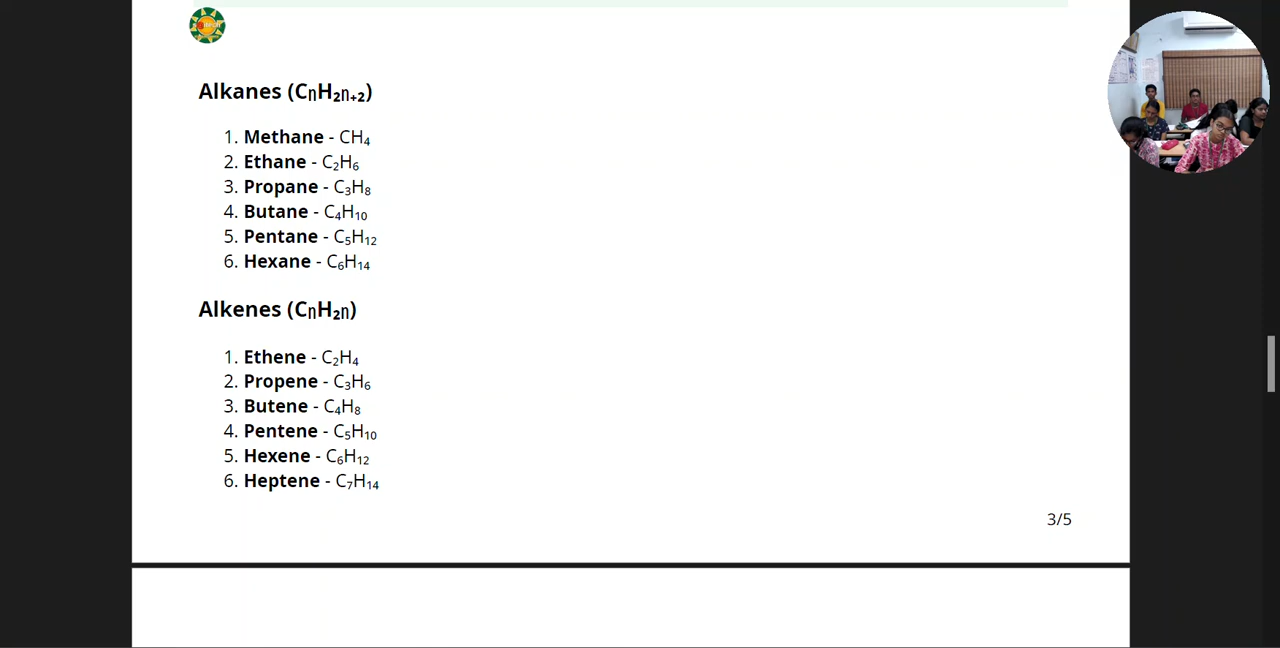 Alkanes (CₙH₂ₙ₊₂)
1. Methane - CH₄
2. Ethane - C₂H₆
3. Propane - C₃H₈
4. Butane - C₄H₁₀
5. Pentane - C₅H₁₂
6. Hexane - C₆H₁₄
Alkenes (CₙH₂ₙ)
1. Ethene - C₂H₄
2. Propene - C₃H₆
3. Butene - C₄H₈
4. Pentene - C₅H₁₀
5. Hexene - C₆H₁₂
6. Heptene - C₇H₁₄
3/5